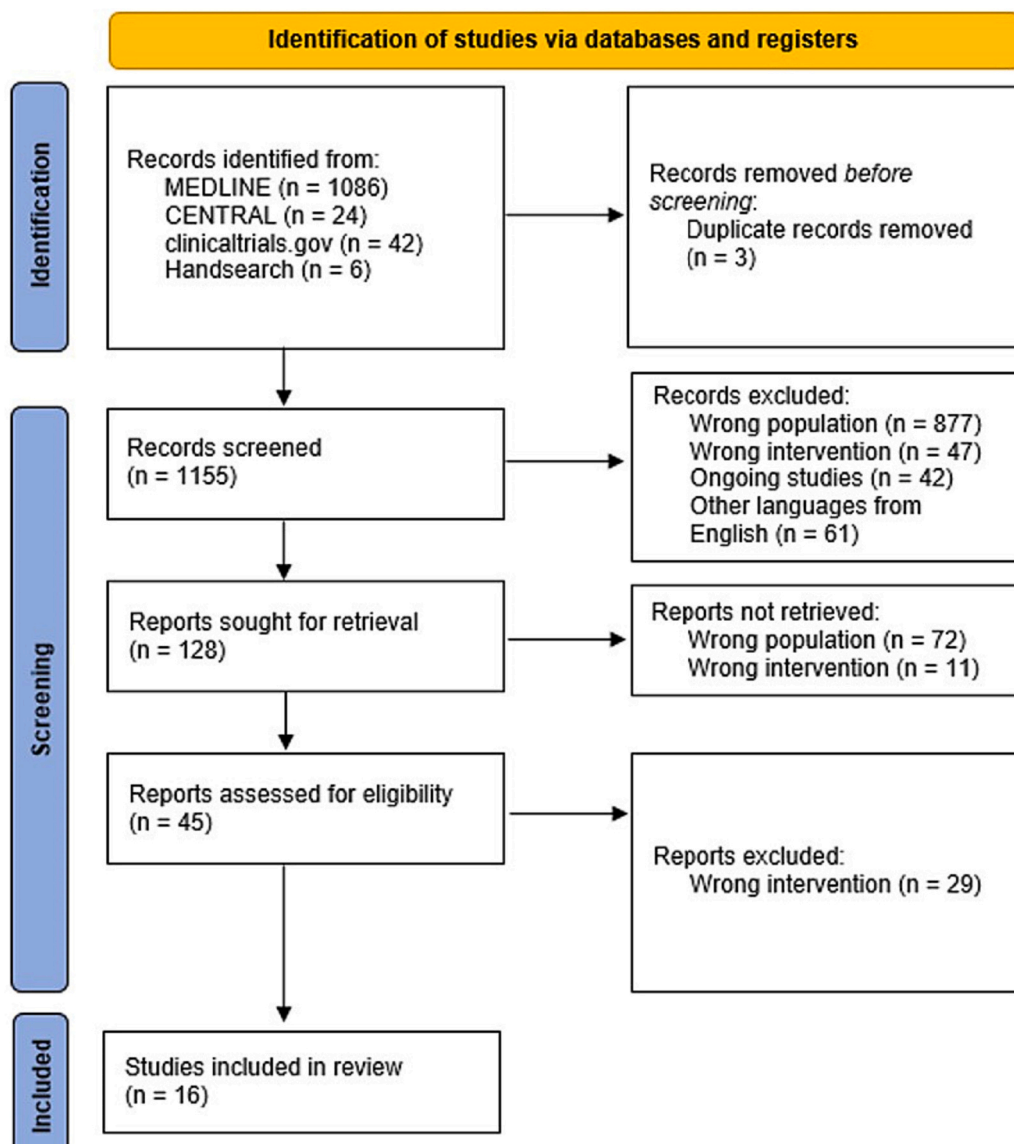 Identification of studies via databases and registers
Identification
Records identified from:
MEDLINE (n = 1086)
CENTRAL (n = 24)
clinicaltrials.gov (n = 42)
Handsearch (n = 6)
Records removed before
screening:
Duplicate records removed
(n = 3)
Screening
Records screened
(n = 1155)
Records excluded:
Wrong population (n = 877)
Wrong intervention (n = 47)
Ongoing studies (n = 42)
Other languages from
English (n = 61)
Reports sought for retrieval
(n = 128)
Reports not retrieved:
Wrong population (n = 72)
Wrong intervention (n = 11)
Reports assessed for eligibility
(n = 45)
Reports excluded:
Wrong intervention (n = 29)
Included
Studies included in review
(n = 16)